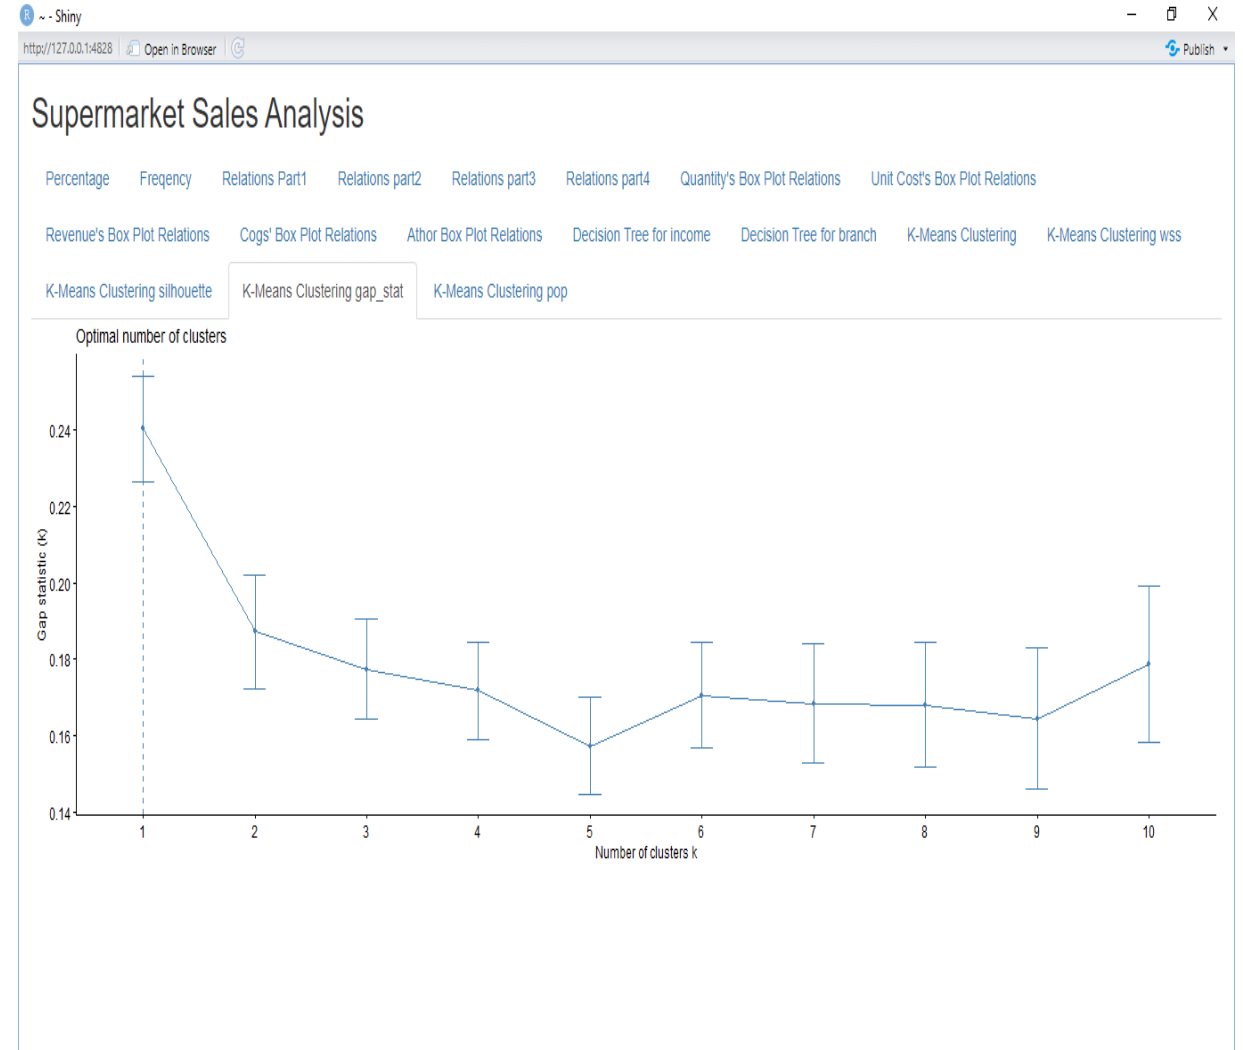 R ~ - Shiny
http://127.0.0.1:4828 Open in Browser Publish
Supermarket Sales Analysis
Percentage Freqency Relations Part1 Relations part2 Relations part3 Relations part4 Quantity's Box Plot Relations Unit Cost's Box Plot Relations
Revenue's Box Plot Relations Cogs' Box Plot Relations Athor Box Plot Relations Decision Tree for income Decision Tree for branch K-Means Clustering K-Means Clustering wss
K-Means Clustering silhouette K-Means Clustering gap_stat K-Means Clustering pop
Optimal number of clusters
0.24
0.22
0.20
0.18
0.16
0.14
Gap statistic (k)
1 2 3 4 5 6 7 8 9 10
Number of clusters k